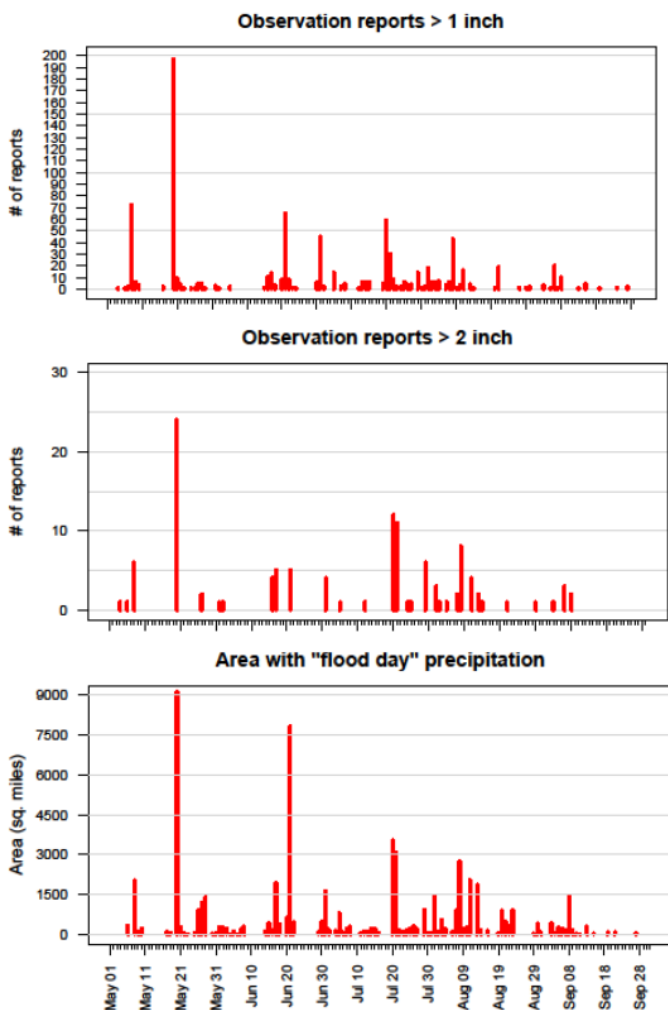 Observation reports > 1 inch
# of reports
200
190
180
170
160
150
140
130
120
110
100
90
80
70
60
50
40
30
20
10
0
Observation reports > 2 inch
# of reports
30
20
10
0
Area with "flood day" precipitation
Area (sq. miles)
9000
7500
6000
4500
3000
1500
0
May 01
May 11
May 21
May 31
Jun 10
Jun 20
Jun 30
Jul 10
Jul 20
Jul 30
Aug 09
Aug 19
Aug 29
Sep 08
Sep 18
Sep 28